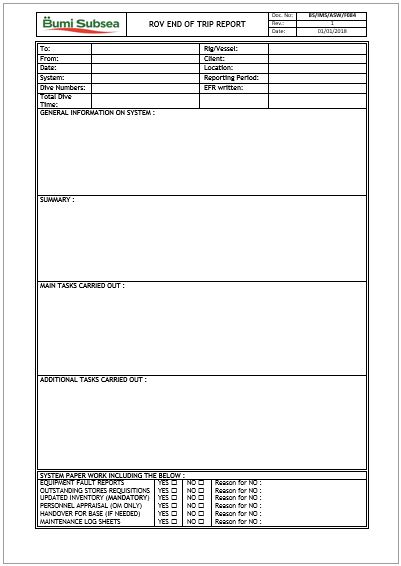 Bumi Subsea
ROV END OF TRIP REPORT
Doc. No: BS/IMS/ASW/F084
Rev.: 1
Date: 01/01/2018
To: Rig/Vessel:
From: Client:
Date: Location:
System: Reporting Period:
Dive Numbers: EFR written:
Total Dive
Time:
GENERAL INFORMATION ON SYSTEM :
SUMMARY :
MAIN TASKS CARRIED OUT :
ADDITIONAL TASKS CARRIED OUT :
SYSTEM PAPER WORK INCLUDING THE BELOW :
EQUIPMENT FAULT REPORTS YES ☐ NO ☐ Reason for NO :
OUTSTANDING STORES REQUISITIONS YES ☐ NO ☐ Reason for NO :
UPDATED INVENTORY (MANDATORY) YES ☐ NO ☐ Reason for NO :
PERSONNEL APPRAISAL (OM ONLY) YES ☐ NO ☐ Reason for NO :
HANDOVER FOR BASE (IF NEEDED) YES ☐ NO ☐ Reason for NO :
MAINTENANCE LOG SHEETS YES ☐ NO ☐ Reason for NO :